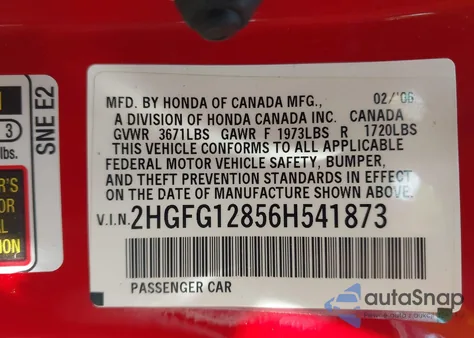 SNE E2
3
lbs.
MFD. BY HONDA OF CANADA MFG., 02/'06
A DIVISION OF HONDA CANADA INC. CANADA
GVWR 3671LBS GAWR F 1973LBS R 1720LBS
THIS VEHICLE CONFORMS TO ALL APPLICABLE
FEDERAL MOTOR VEHICLE SAFETY, BUMPER,
AND THEFT PREVENTION STANDARDS IN EFFECT
ON THE DATE OF MANUFACTURE SHOWN ABOVE.
V.I.N. 2HGFG12856H541873
PASSENGER CAR
autoSnap